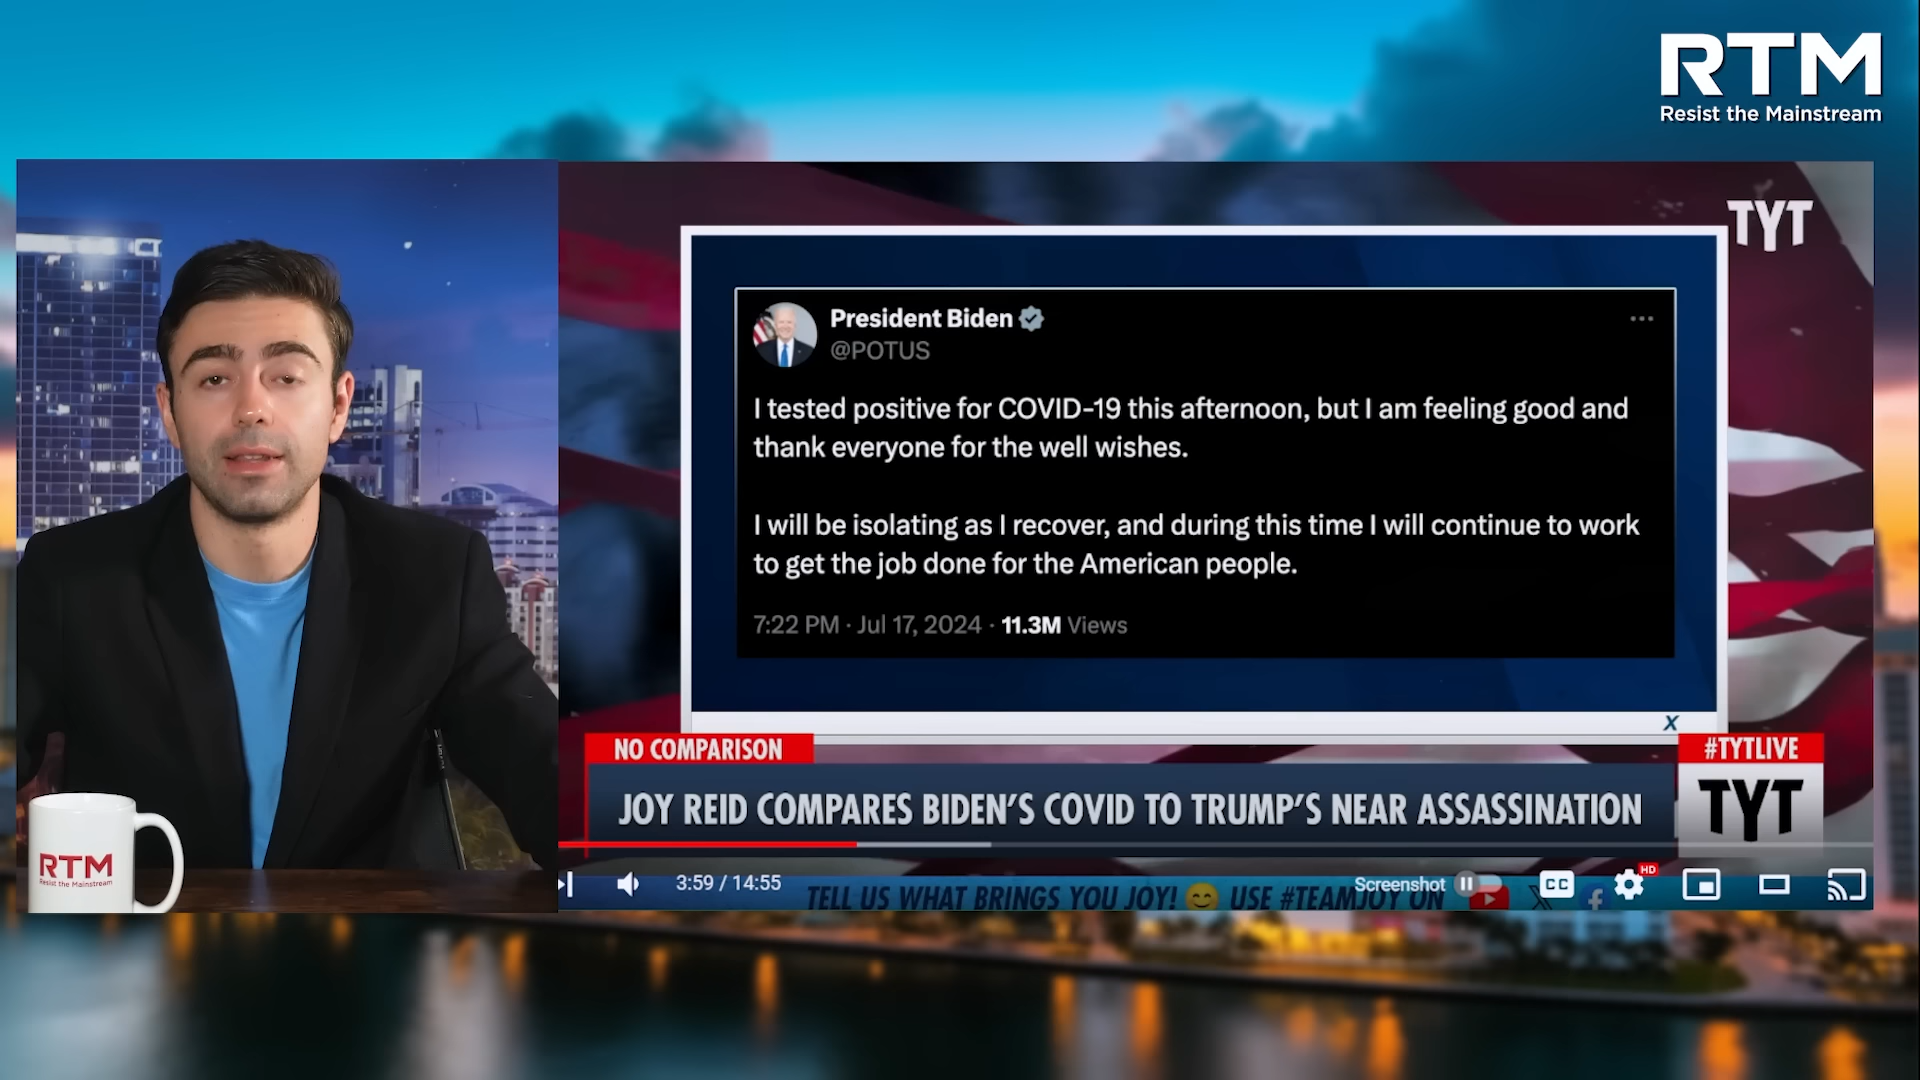 RTM
Resist the Mainstream
TYT
President Biden
@POTUS
I tested positive for COVID-19 this afternoon, but I am feeling good and
thank everyone for the well wishes.
I will be isolating as I recover, and during this time I will continue to work
to get the job done for the American people.
7:22 PM · Jul 17, 2024 · 11.3M Views
X
NO COMPARISON
#TYTLIVE
JOY REID COMPARES BIDEN'S COVID TO TRUMP'S NEAR ASSASSINATION
TYT
RTM
Resist the Mainstream
3:59 / 14:55
Screenshot
CC
HD
TELL US WHAT BRINGS YOU JOY! 😊 USE #TEAMJOY ON